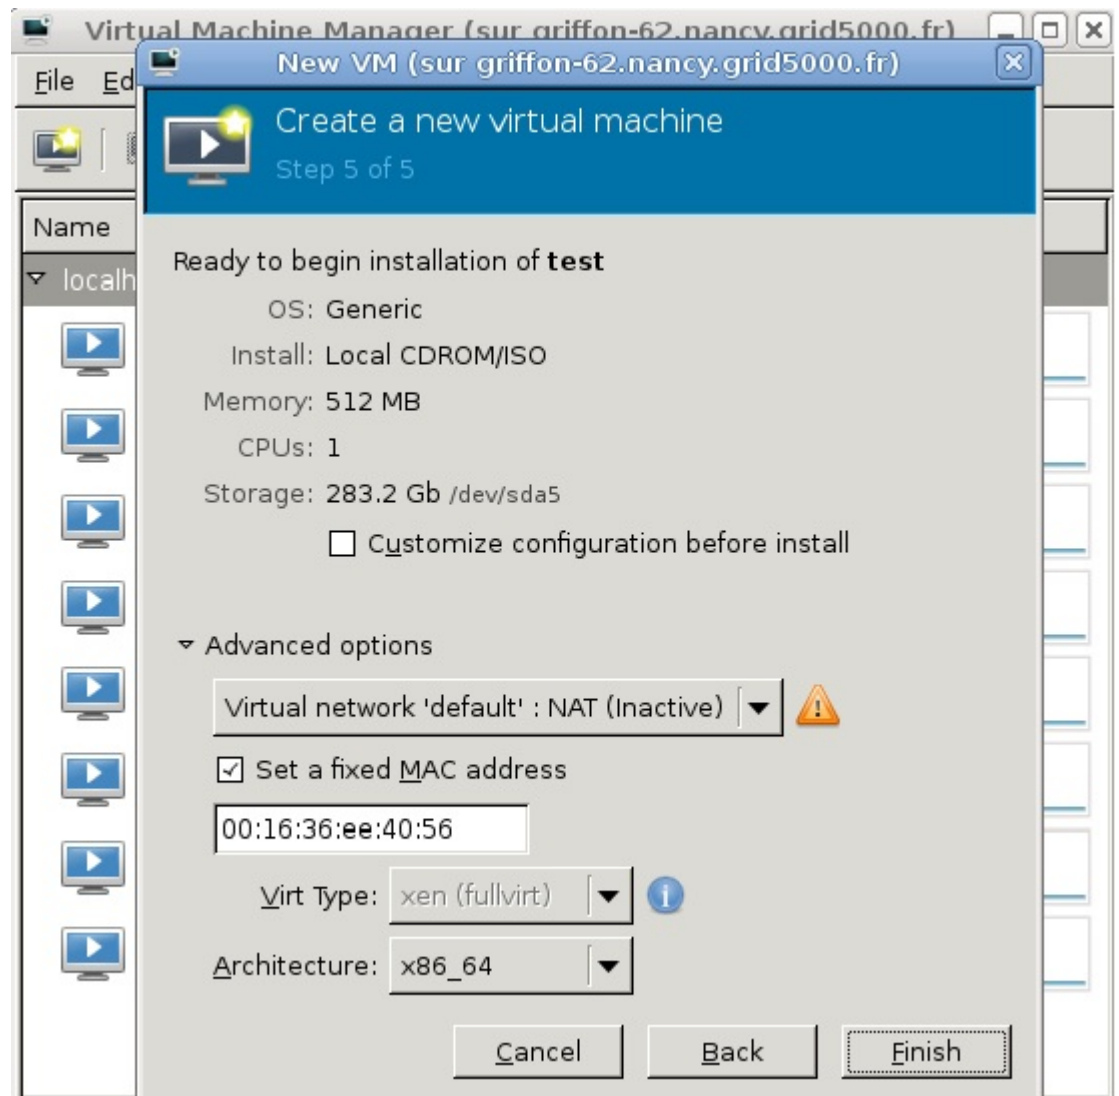 Virtual Machine Manager (sur griffon-62.nancy.grid5000.fr)
New VM (sur griffon-62.nancy.grid5000.fr)
File Ed
Create a new virtual machine
Step 5 of 5
Name
localh
Ready to begin installation of test
OS: Generic
Install: Local CDROM/ISO
Memory: 512 MB
CPUs: 1
Storage: 283.2 Gb /dev/sda5
Customize configuration before install
Advanced options
Virtual network 'default' : NAT (Inactive)
Set a fixed MAC address
00:16:36:ee:40:56
Virt Type: xen (fullvirt)
Architecture: x86_64
Cancel Back Finish